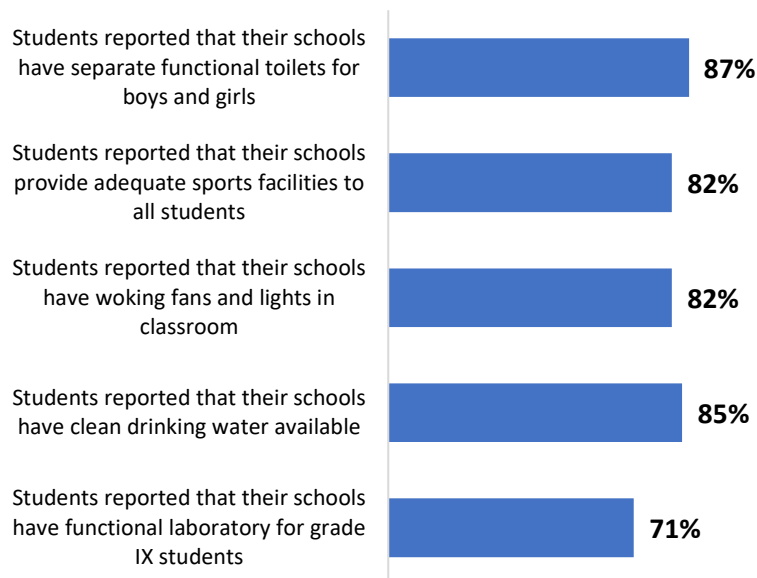 Students reported that their schools
have separate functional toilets for
boys and girls
87%
Students reported that their schools
provide adequate sports facilities to
all students
82%
Students reported that their schools
have woking fans and lights in
classroom
82%
Students reported that their schools
have clean drinking water available
85%
Students reported that their schools
have functional laboratory for grade
IX students
71%